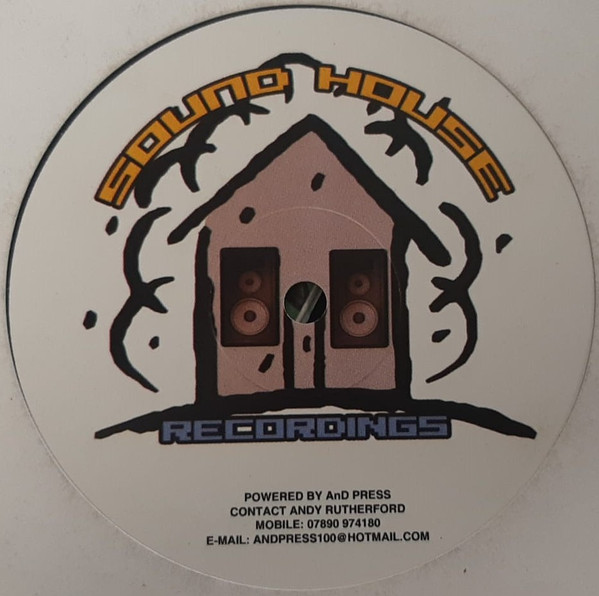 SOUND HOUSE
RECORDINGS
POWERED BY AnD PRESS
CONTACT ANDY RUTHERFORD
MOBILE: 07890 974180
E-MAIL: ANDPRESS100@HOTMAIL.COM